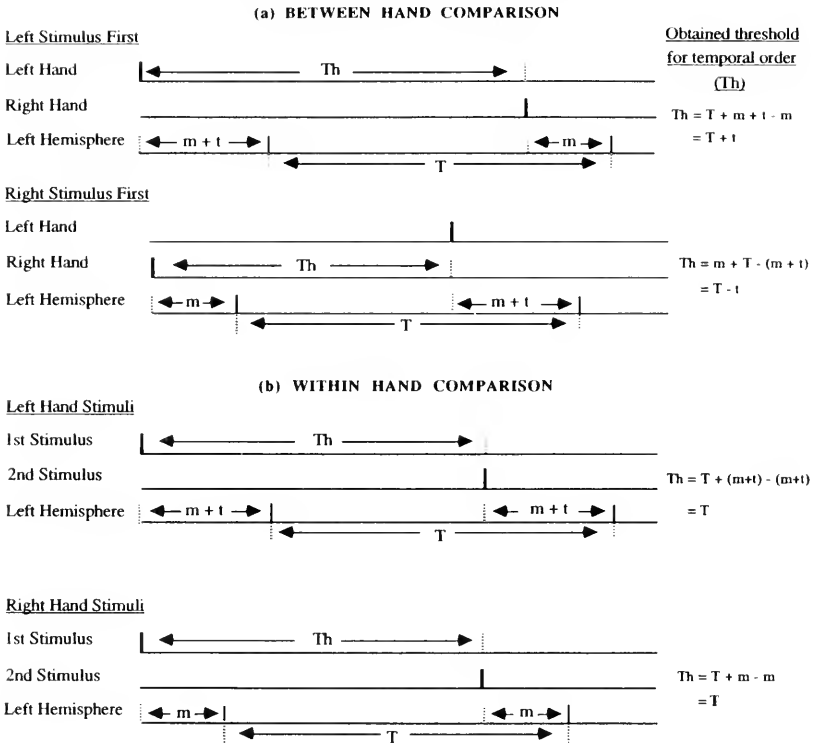 (a) BETWEEN HAND COMPARISON
Left Stimulus First
Obtained threshold
for temporal order
(Th)
Left Hand
Th
Right Hand
Th = T + m + t - m
= T + t
Left Hemisphere
m + t
m
T
Right Stimulus First
Left Hand
Right Hand
Th
Th = m + T - (m + t)
= T - t
Left Hemisphere
m
m + t
T
(b) WITHIN HAND COMPARISON
Left Hand Stimuli
1st Stimulus
Th
2nd Stimulus
Th = T + (m+t) - (m+t)
= T
Left Hemisphere
m + t
m + t
T
Right Hand Stimuli
1st Stimulus
Th
2nd Stimulus
Th = T + m - m
= T
Left Hemisphere
m
m
T